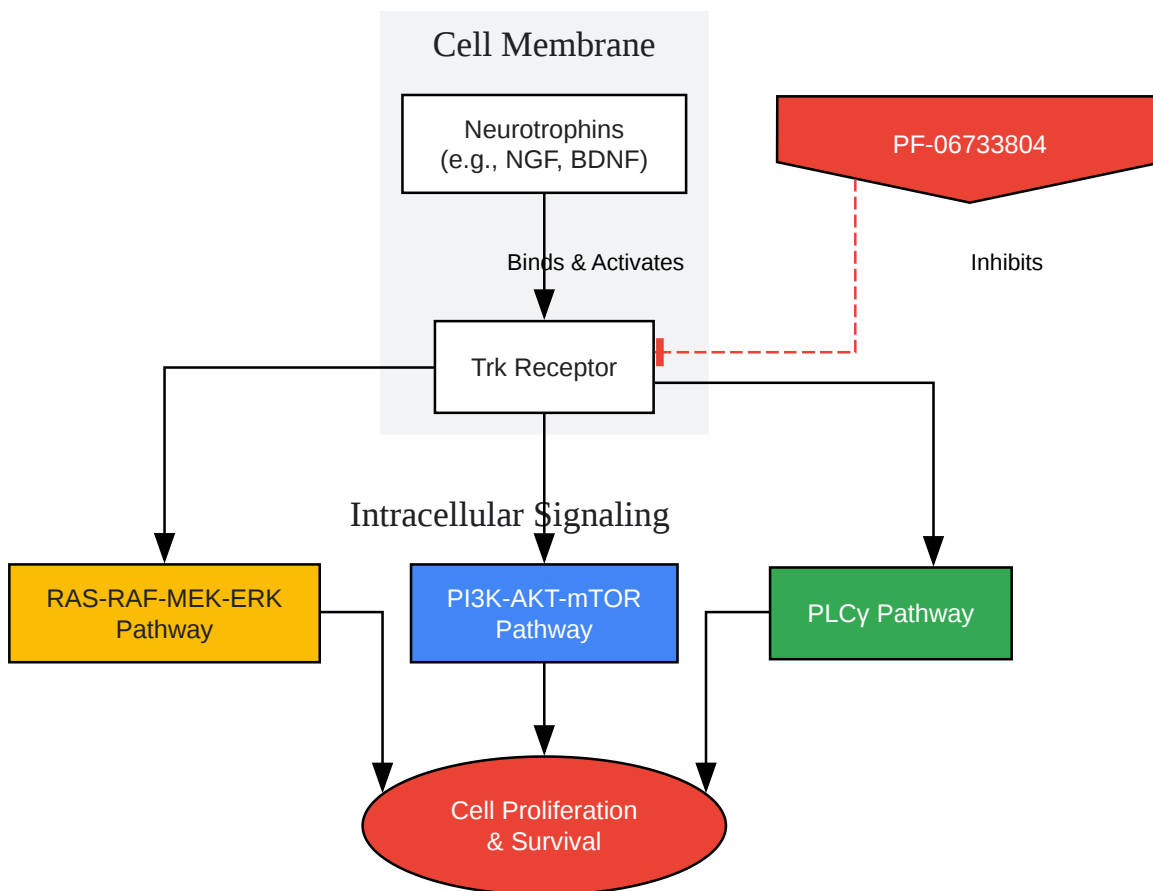 Cell Membrane
Neurotrophins
(e.g., NGF, BDNF)
PF-06733804
Binds & Activates
Inhibits
Trk Receptor
Intracellular Signaling
RAS-RAF-MEK-ERK
Pathway
PI3K-AKT-mTOR
Pathway
PLCγ Pathway
Cell Proliferation
& Survival